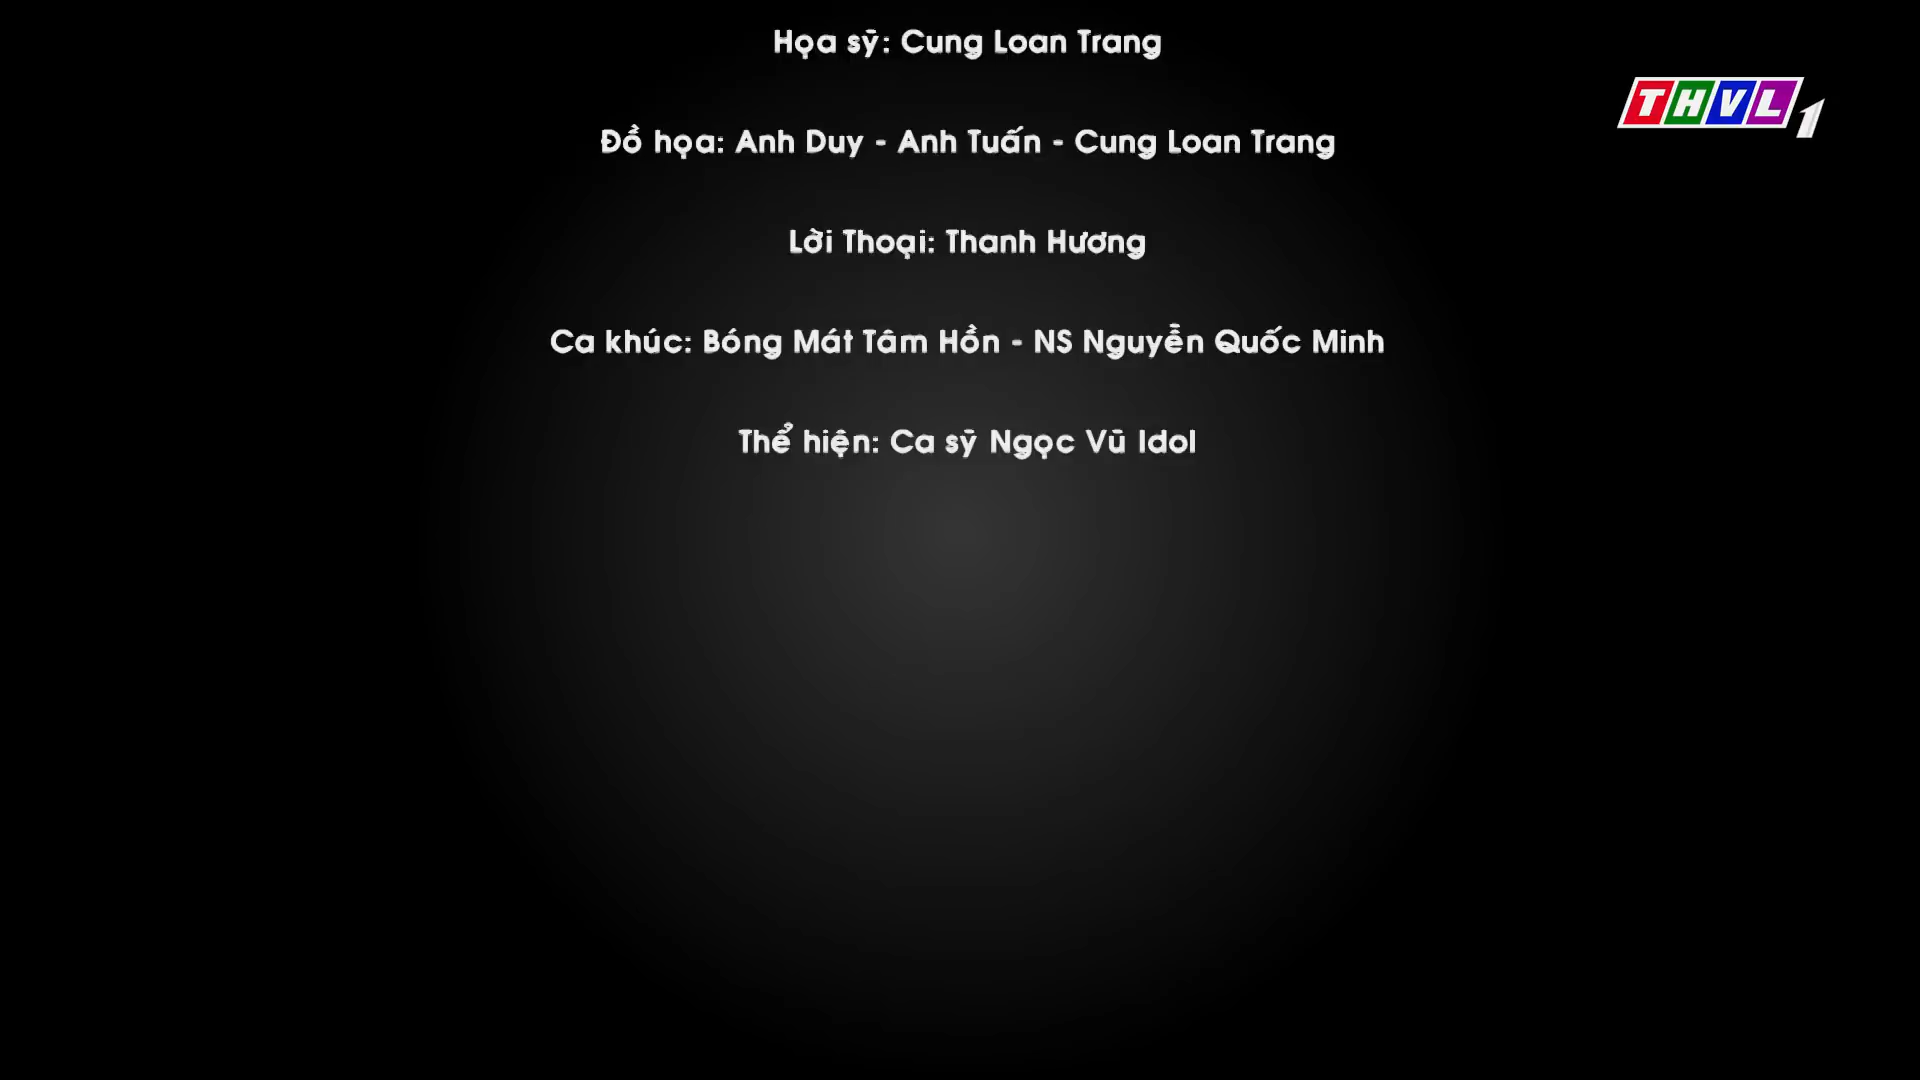 Họa sỹ: Cung Loan Trang
THVL1
Đồ họa: Anh Duy - Anh Tuấn - Cung Loan Trang
Lời Thoại: Thanh Hương
Ca khúc: Bóng Mát Tâm Hồn - NS Nguyễn Quốc Minh
Thể hiện: Ca sỹ Ngọc Vũ Idol